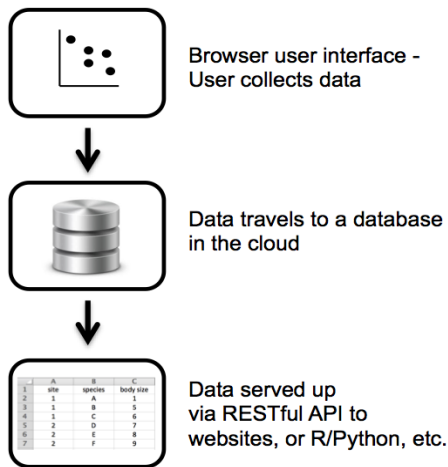 Browser user interface -
User collects data
Data travels to a database
in the cloud
A B C
1 site species body size
2 1 A 1
3 1 B 5
4 1 C 6
5 2 D 7
6 2 E 8
7 2 F 9
Data served up
via RESTful API to
websites, or R/Python, etc.